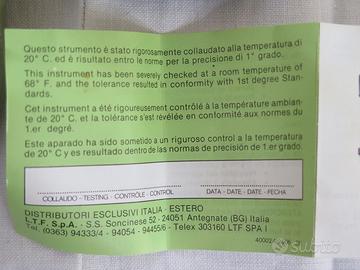 Questo strumento è stato rigorosamente collaudato alla temperatura di
20° C. ed è risultato entro le norme per la precisione di 1° grado.
This instrument has been severely checked at a room temperature of
68° F. and the tolerance resulted in conformity with 1st degree Stan-
dards.
Cet instrument a été rigoureusement contrôlé à la température ambian-
te de 20° C. et la tolérance s'est révelée en conformité aux normes du
1.er degré.
Este aparado ha sido sometido a un riguroso control a la temperatura
de 20° C y es resultado dentro de las normas de precisión de 1.er grado.
COLLAUDO - TESTING - CONTRÔLE - CONTROL
DATA - DATE - DATE - FECHA
DISTRIBUTORI ESCLUSIVI ITALIA - ESTERO
L.T.F. S.p.A. - S.S. Soncinese 52 - 24051 Antegnate (BG) Italia
Tel. (0363) 94333/4 - 94054 - 94455/6 - Telex 300160 LTF SPA I
subito